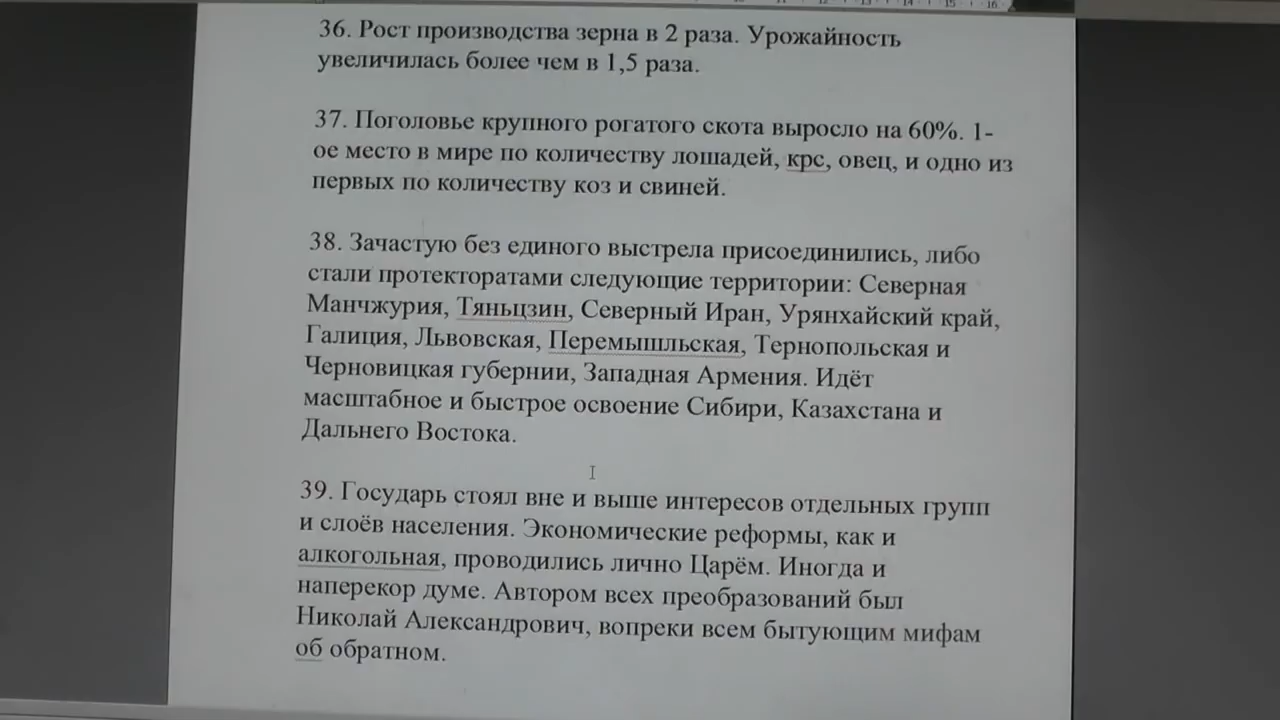 36. Рост производства зерна в 2 раза. Урожайность
увеличилась более чем в 1,5 раза.
37. Поголовье крупного рогатого скота выросло на 60%. 1-
ое место в мире по количеству лошадей, крс, овец, и одно из
первых по количеству коз и свиней.
38. Зачастую без единого выстрела присоединились, либо
стали протекторатами следующие территории: Северная
Манчжурия, Тяньцзин, Северный Иран, Урянхайский край,
Галиция, Львовская, Перемышльская, Тернопольская и
Черновицкая губернии, Западная Армения. Идёт
масштабное и быстрое освоение Сибири, Казахстана и
Дальнего Востока.
39. Государь стоял вне и выше интересов отдельных групп
и слоёв населения. Экономические реформы, как и
алкогольная, проводились лично Царём. Иногда и
наперекор думе. Автором всех преобразований был
Николай Александрович, вопреки всем бытующим мифам
об обратном.